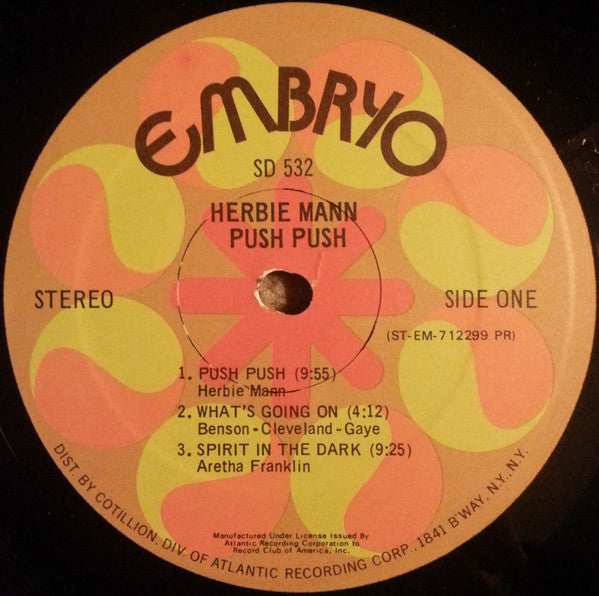 EMBRYO
SD 532
HERBIE MANN
PUSH PUSH
STEREO
SIDE ONE
(ST-EM-712299 PR)
1. PUSH PUSH (9:55)
Herbie Mann
2. WHAT'S GOING ON (4:12)
Benson-Cleveland-Gaye
3. SPIRIT IN THE DARK (9:25)
Aretha Franklin
Manufactured Under License Issued By
Atlantic Recording Corporation to
Record Club of America, Inc.
DIST. BY COTILLION, DIV. OF ATLANTIC RECORDING CORP., 1841 B'WAY, N.Y., N.Y.